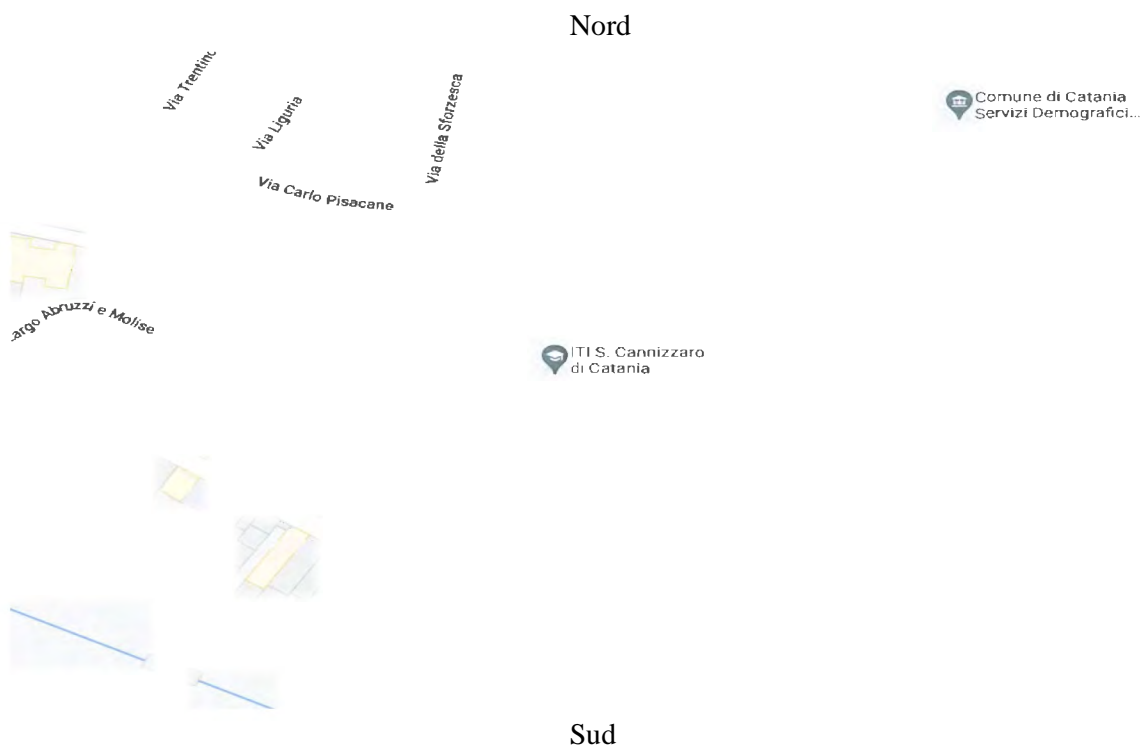 Nord
Via Trentino
Via Liguria
Via della Sforzesca
Comune di Catania
Servizi Demografici...
Via Carlo Pisacane
argo Abruzzi e Molise
ITI S. Cannizzaro
di Catania
Sud